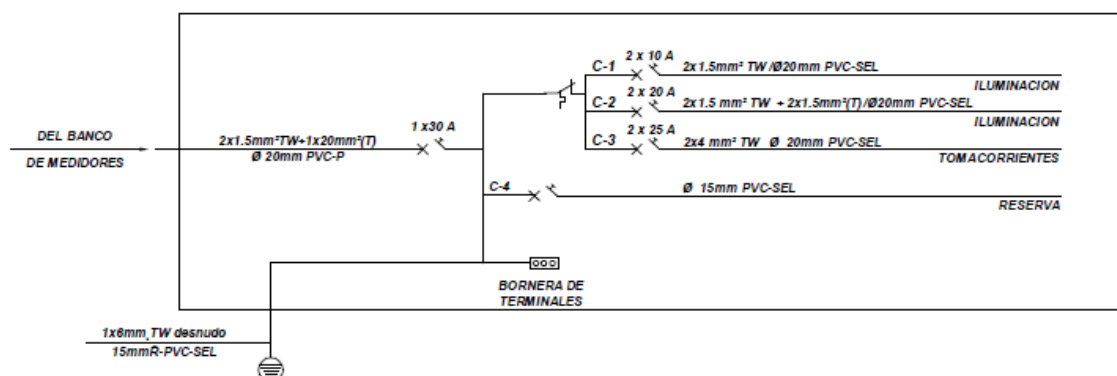 DEL BANCO
DE MEDIDORES
2x1.5mm²TW+1x20mm²(T)
Ø 20mm PVC-P
1 x30 A
C-1
2 x 10 A
2x1.5mm² TW /Ø20mm PVC-SEL
ILUMINACION
C-2
2 x 20 A
2x1.5 mm² TW + 2x1.5mm²(T)/Ø20mm PVC-SEL
ILUMINACION
C-3
2 x 25 A
2x4 mm² TW Ø 20mm PVC-SEL
TOMACORRIENTES
C-4
Ø 15mm PVC-SEL
RESERVA
BORNERA DE
TERMINALES
1x6mm¸TW desnudo
15mmŘ-PVC-SEL